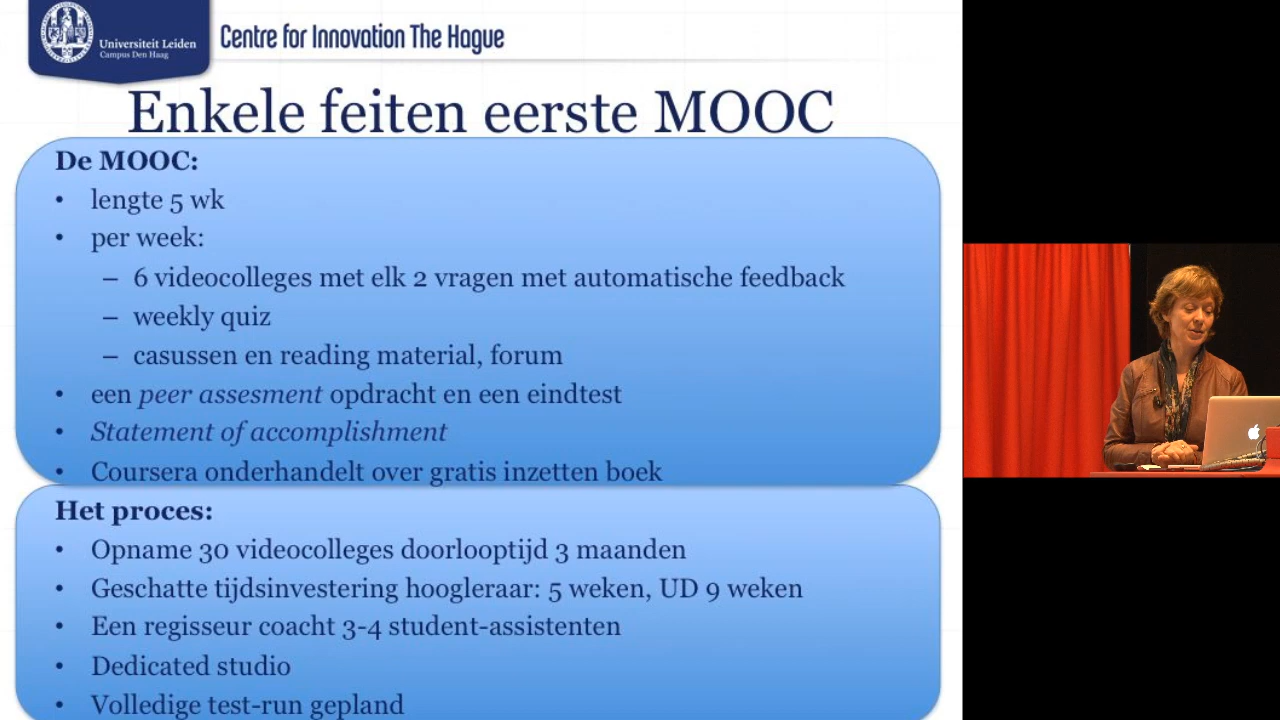 Universiteit Leiden
Campus Den Haag
Centre for Innovation The Hague
Enkele feiten eerste MOOC
De MOOC:
• lengte 5 wk
• per week:
– 6 videocolleges met elk 2 vragen met automatische feedback
– weekly quiz
– casussen en reading material, forum
• een peer assesment opdracht en een eindtest
• Statement of accomplishment
• Coursera onderhandelt over gratis inzetten boek
Het proces:
• Opname 30 videocolleges doorlooptijd 3 maanden
• Geschatte tijdsinvestering hoogleraar: 5 weken, UD 9 weken
• Een regisseur coacht 3-4 student-assistenten
• Dedicated studio
• Volledige test-run gepland